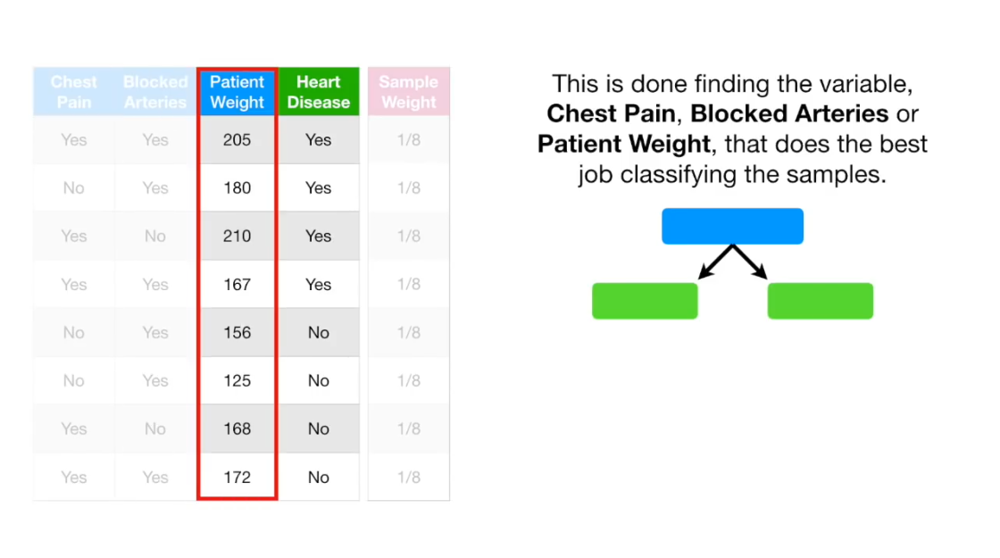 Chest Pain Blocked Arteries Patient Weight Heart Disease Sample Weight
Yes Yes 205 Yes 1/8
No Yes 180 Yes 1/8
Yes No 210 Yes 1/8
Yes Yes 167 Yes 1/8
No Yes 156 No 1/8
No Yes 125 No 1/8
Yes No 168 No 1/8
Yes Yes 172 No 1/8
This is done finding the variable,
Chest Pain, Blocked Arteries or
Patient Weight, that does the best
job classifying the samples.